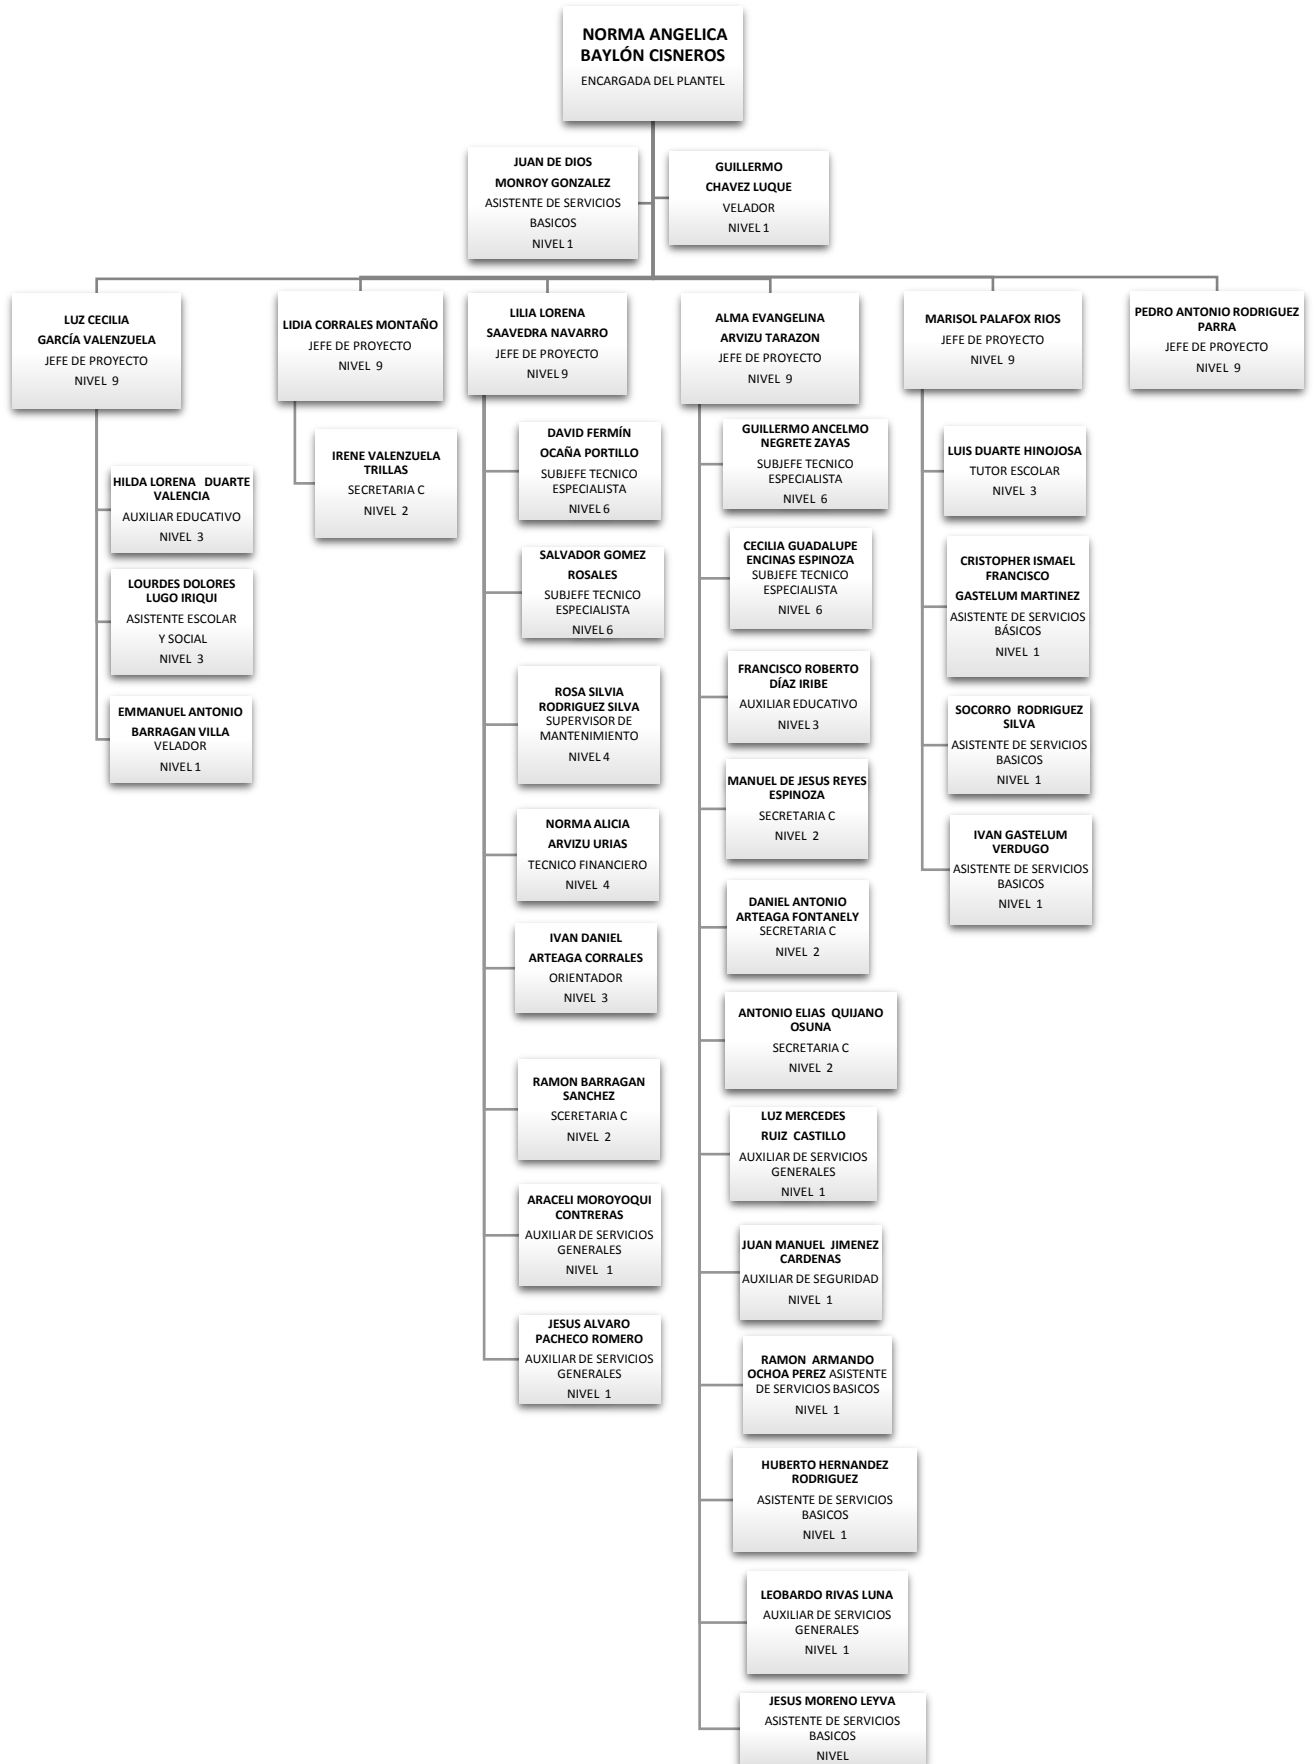 NORMA ANGELICA
BAYLÓN CISNEROS
ENCARGADA DEL PLANTEL
JUAN DE DIOS
MONROY GONZALEZ
ASISTENTE DE SERVICIOS
BASICOS
NIVEL 1
GUILLERMO
CHAVEZ LUQUE
VELADOR
NIVEL 1
LUZ CECILIA
GARCÍA VALENZUELA
JEFE DE PROYECTO
NIVEL 9
HILDA LORENA DUARTE
VALENCIA
AUXILIAR EDUCATIVO
NIVEL 3
LOURDES DOLORES
LUGO IRIQUI
ASISTENTE ESCOLAR
Y SOCIAL
NIVEL 3
EMMANUEL ANTONIO
BARRAGAN VILLA
VELADOR
NIVEL 1
LIDIA CORRALES MONTAÑO
JEFE DE PROYECTO
NIVEL 9
IRENE VALENZUELA
TRILLAS
SECRETARIA C
NIVEL 2
LILIA LORENA
SAAVEDRA NAVARRO
JEFE DE PROYECTO
NIVEL 9
DAVID FERMÍN
OCAÑA PORTILLO
SUBJEFE TECNICO
ESPECIALISTA
NIVEL 6
SALVADOR GOMEZ
ROSALES
SUBJEFE TECNICO
ESPECIALISTA
NIVEL 6
ROSA SILVIA
RODRIGUEZ SILVA
SUPERVISOR DE
MANTENIMIENTO
NIVEL 4
NORMA ALICIA
ARVIZU URIAS
TECNICO FINANCIERO
NIVEL 4
IVAN DANIEL
ARTEAGA CORRALES
ORIENTADOR
NIVEL 3
RAMON BARRAGAN
SANCHEZ
SCERETARIA C
NIVEL 2
ARACELI MOROYOQUI
CONTRERAS
AUXILIAR DE SERVICIOS
GENERALES
NIVEL 1
JESUS ALVARO
PACHECO ROMERO
AUXILIAR DE SERVICIOS
GENERALES
NIVEL 1
ALMA EVANGELINA
ARVIZU TARAZON
JEFE DE PROYECTO
NIVEL 9
GUILLERMO ANCELMO
NEGRETE ZAYAS
SUBJEFE TECNICO
ESPECIALISTA
NIVEL 6
CECILIA GUADALUPE
ENCINAS ESPINOZA
SUBJEFE TECNICO
ESPECIALISTA
NIVEL 6
FRANCISCO ROBERTO
DÍAZ IRIBE
AUXILIAR EDUCATIVO
NIVEL 3
MANUEL DE JESUS REYES
ESPINOZA
SECRETARIA C
NIVEL 2
DANIEL ANTONIO
ARTEAGA FONTANELY
SECRETARIA C
NIVEL 2
ANTONIO ELIAS QUIJANO
OSUNA
SECRETARIA C
NIVEL 2
LUZ MERCEDES
RUIZ CASTILLO
AUXILIAR DE SERVICIOS
GENERALES
NIVEL 1
JUAN MANUEL JIMENEZ
CARDENAS
AUXILIAR DE SEGURIDAD
NIVEL 1
RAMON ARMANDO
OCHOA PEREZ ASISTENTE
DE SERVICIOS BASICOS
NIVEL 1
HUBERTO HERNANDEZ
RODRIGUEZ
ASISTENTE DE SERVICIOS
BASICOS
NIVEL 1
LEOBARDO RIVAS LUNA
AUXILIAR DE SERVICIOS
GENERALES
NIVEL 1
JESUS MORENO LEYVA
ASISTENTE DE SERVICIOS
BASICOS
NIVEL
MARISOL PALAFOX RIOS
JEFE DE PROYECTO
NIVEL 9
LUIS DUARTE HINOJOSA
TUTOR ESCOLAR
NIVEL 3
CRISTOPHER ISMAEL
FRANCISCO
GASTELUM MARTINEZ
ASISTENTE DE SERVICIOS
BÁSICOS
NIVEL 1
SOCORRO RODRIGUEZ
SILVA
ASISTENTE DE SERVICIOS
BASICOS
NIVEL 1
IVAN GASTELUM
VERDUGO
ASISTENTE DE SERVICIOS
BASICOS
NIVEL 1
PEDRO ANTONIO RODRIGUEZ
PARRA
JEFE DE PROYECTO
NIVEL 9